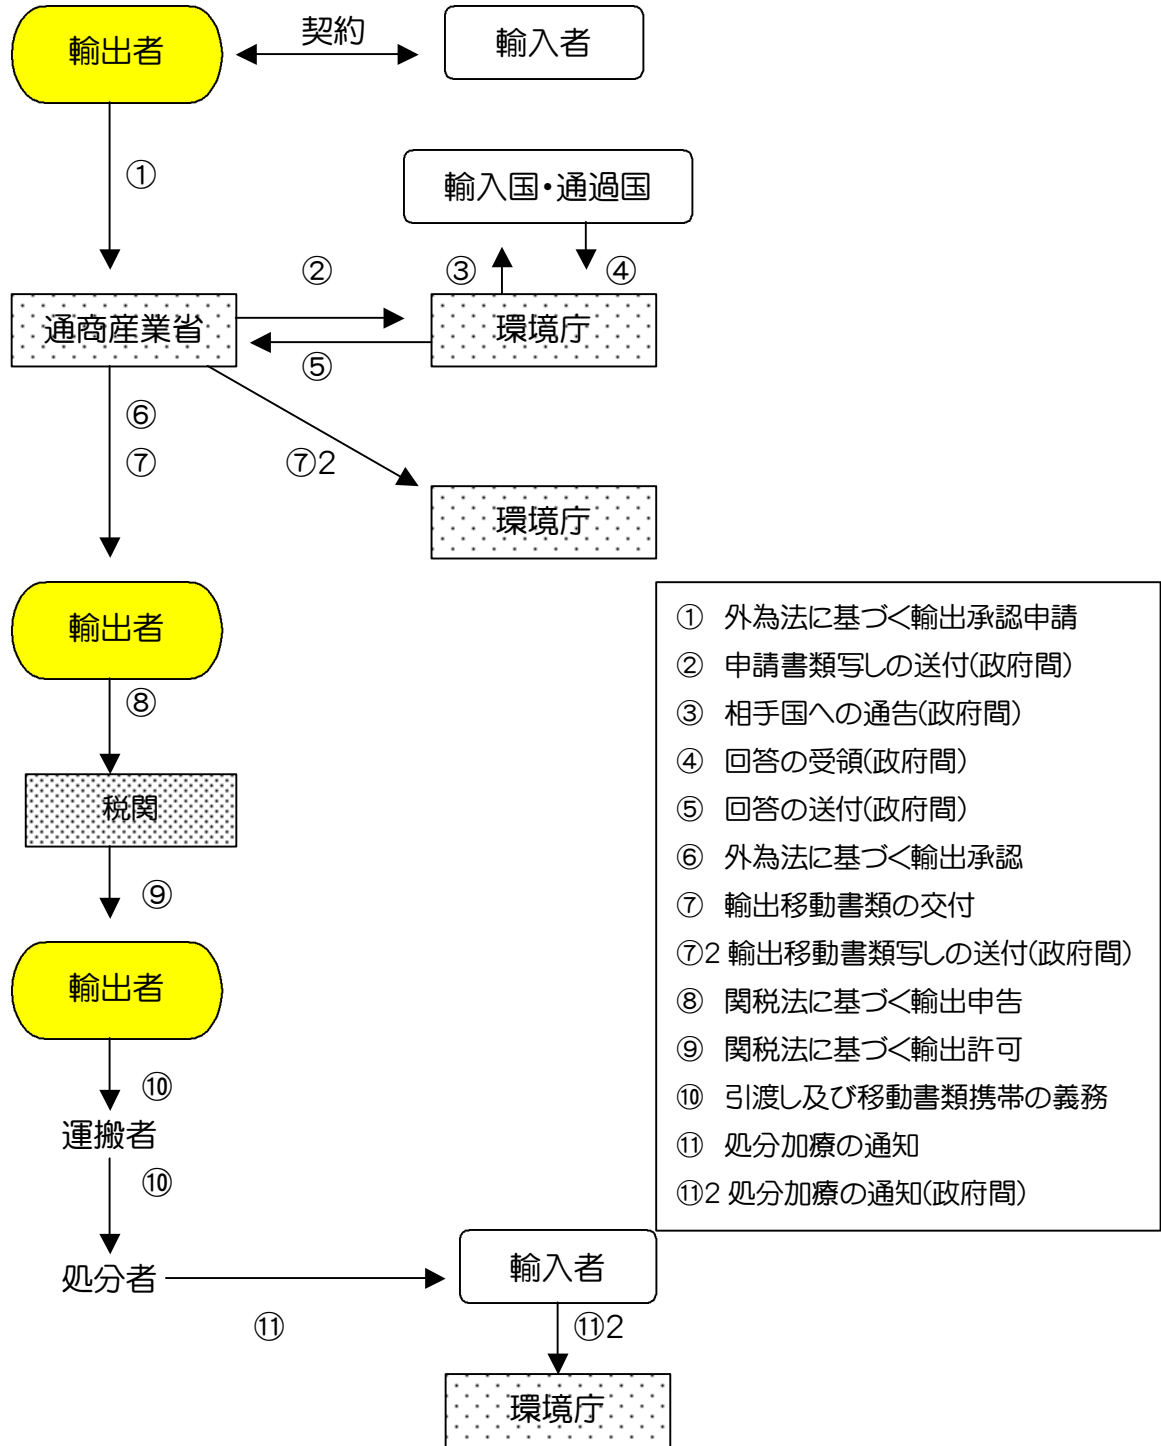 輸出者
契約
輸入者
①
輸入国・通過国
②
③
④
通商産業省
環境庁
⑤
⑥
⑦
⑦2
環境庁
輸出者
⑧
税関
⑨
輸出者
⑩
運搬者
⑩
処分者
⑪
輸入者
⑪2
環境庁
① 外為法に基づく輸出承認申請
② 申請書類写しの送付(政府間)
③ 相手国への通告(政府間)
④ 回答の受領(政府間)
⑤ 回答の送付(政府間)
⑥ 外為法に基づく輸出承認
⑦ 輸出移動書類の交付
⑦2 輸出移動書類写しの送付(政府間)
⑧ 関税法に基づく輸出申告
⑨ 関税法に基づく輸出許可
⑩ 引渡し及び移動書類携帯の義務
⑪ 処分加療の通知
⑪2 処分加療の通知(政府間)